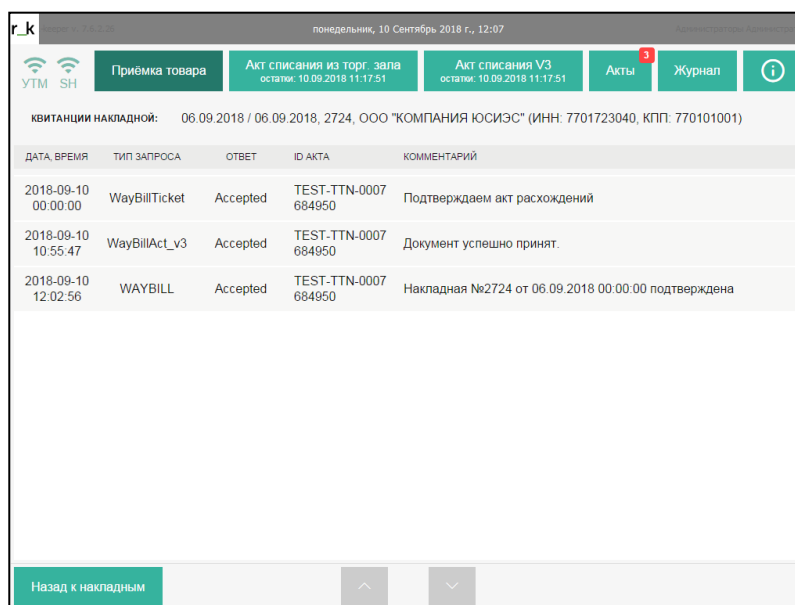 r_k
понедельник, 10 Сентябрь 2018 г., 12:07
УТМ SH
Приёмка товара
Акт списания из торг. зала
остатки: 10.09.2018 11:17:51
Акт списания V3
остатки: 10.09.2018 11:17:51
Акты
3
Журнал
КВИТАНЦИИ НАКЛАДНОЙ: 06.09.2018 / 06.09.2018, 2724, ООО "КОМПАНИЯ ЮСИЭС" (ИНН: 7701723040, КПП: 770101001)
ДАТА, ВРЕМЯ ТИП ЗАПРОСА ОТВЕТ ID АКТА КОММЕНТАРИЙ
2018-09-10
00:00:00
WayBillTicket
Accepted
TEST-TTN-0007
684950
Подтверждаем акт расхождений
2018-09-10
10:55:47
WayBillAct_v3
Accepted
TEST-TTN-0007
684950
Документ успешно принят.
2018-09-10
12:02:56
WAYBILL
Accepted
TEST-TTN-0007
684950
Накладная №2724 от 06.09.2018 00:00:00 подтверждена
Назад к накладным